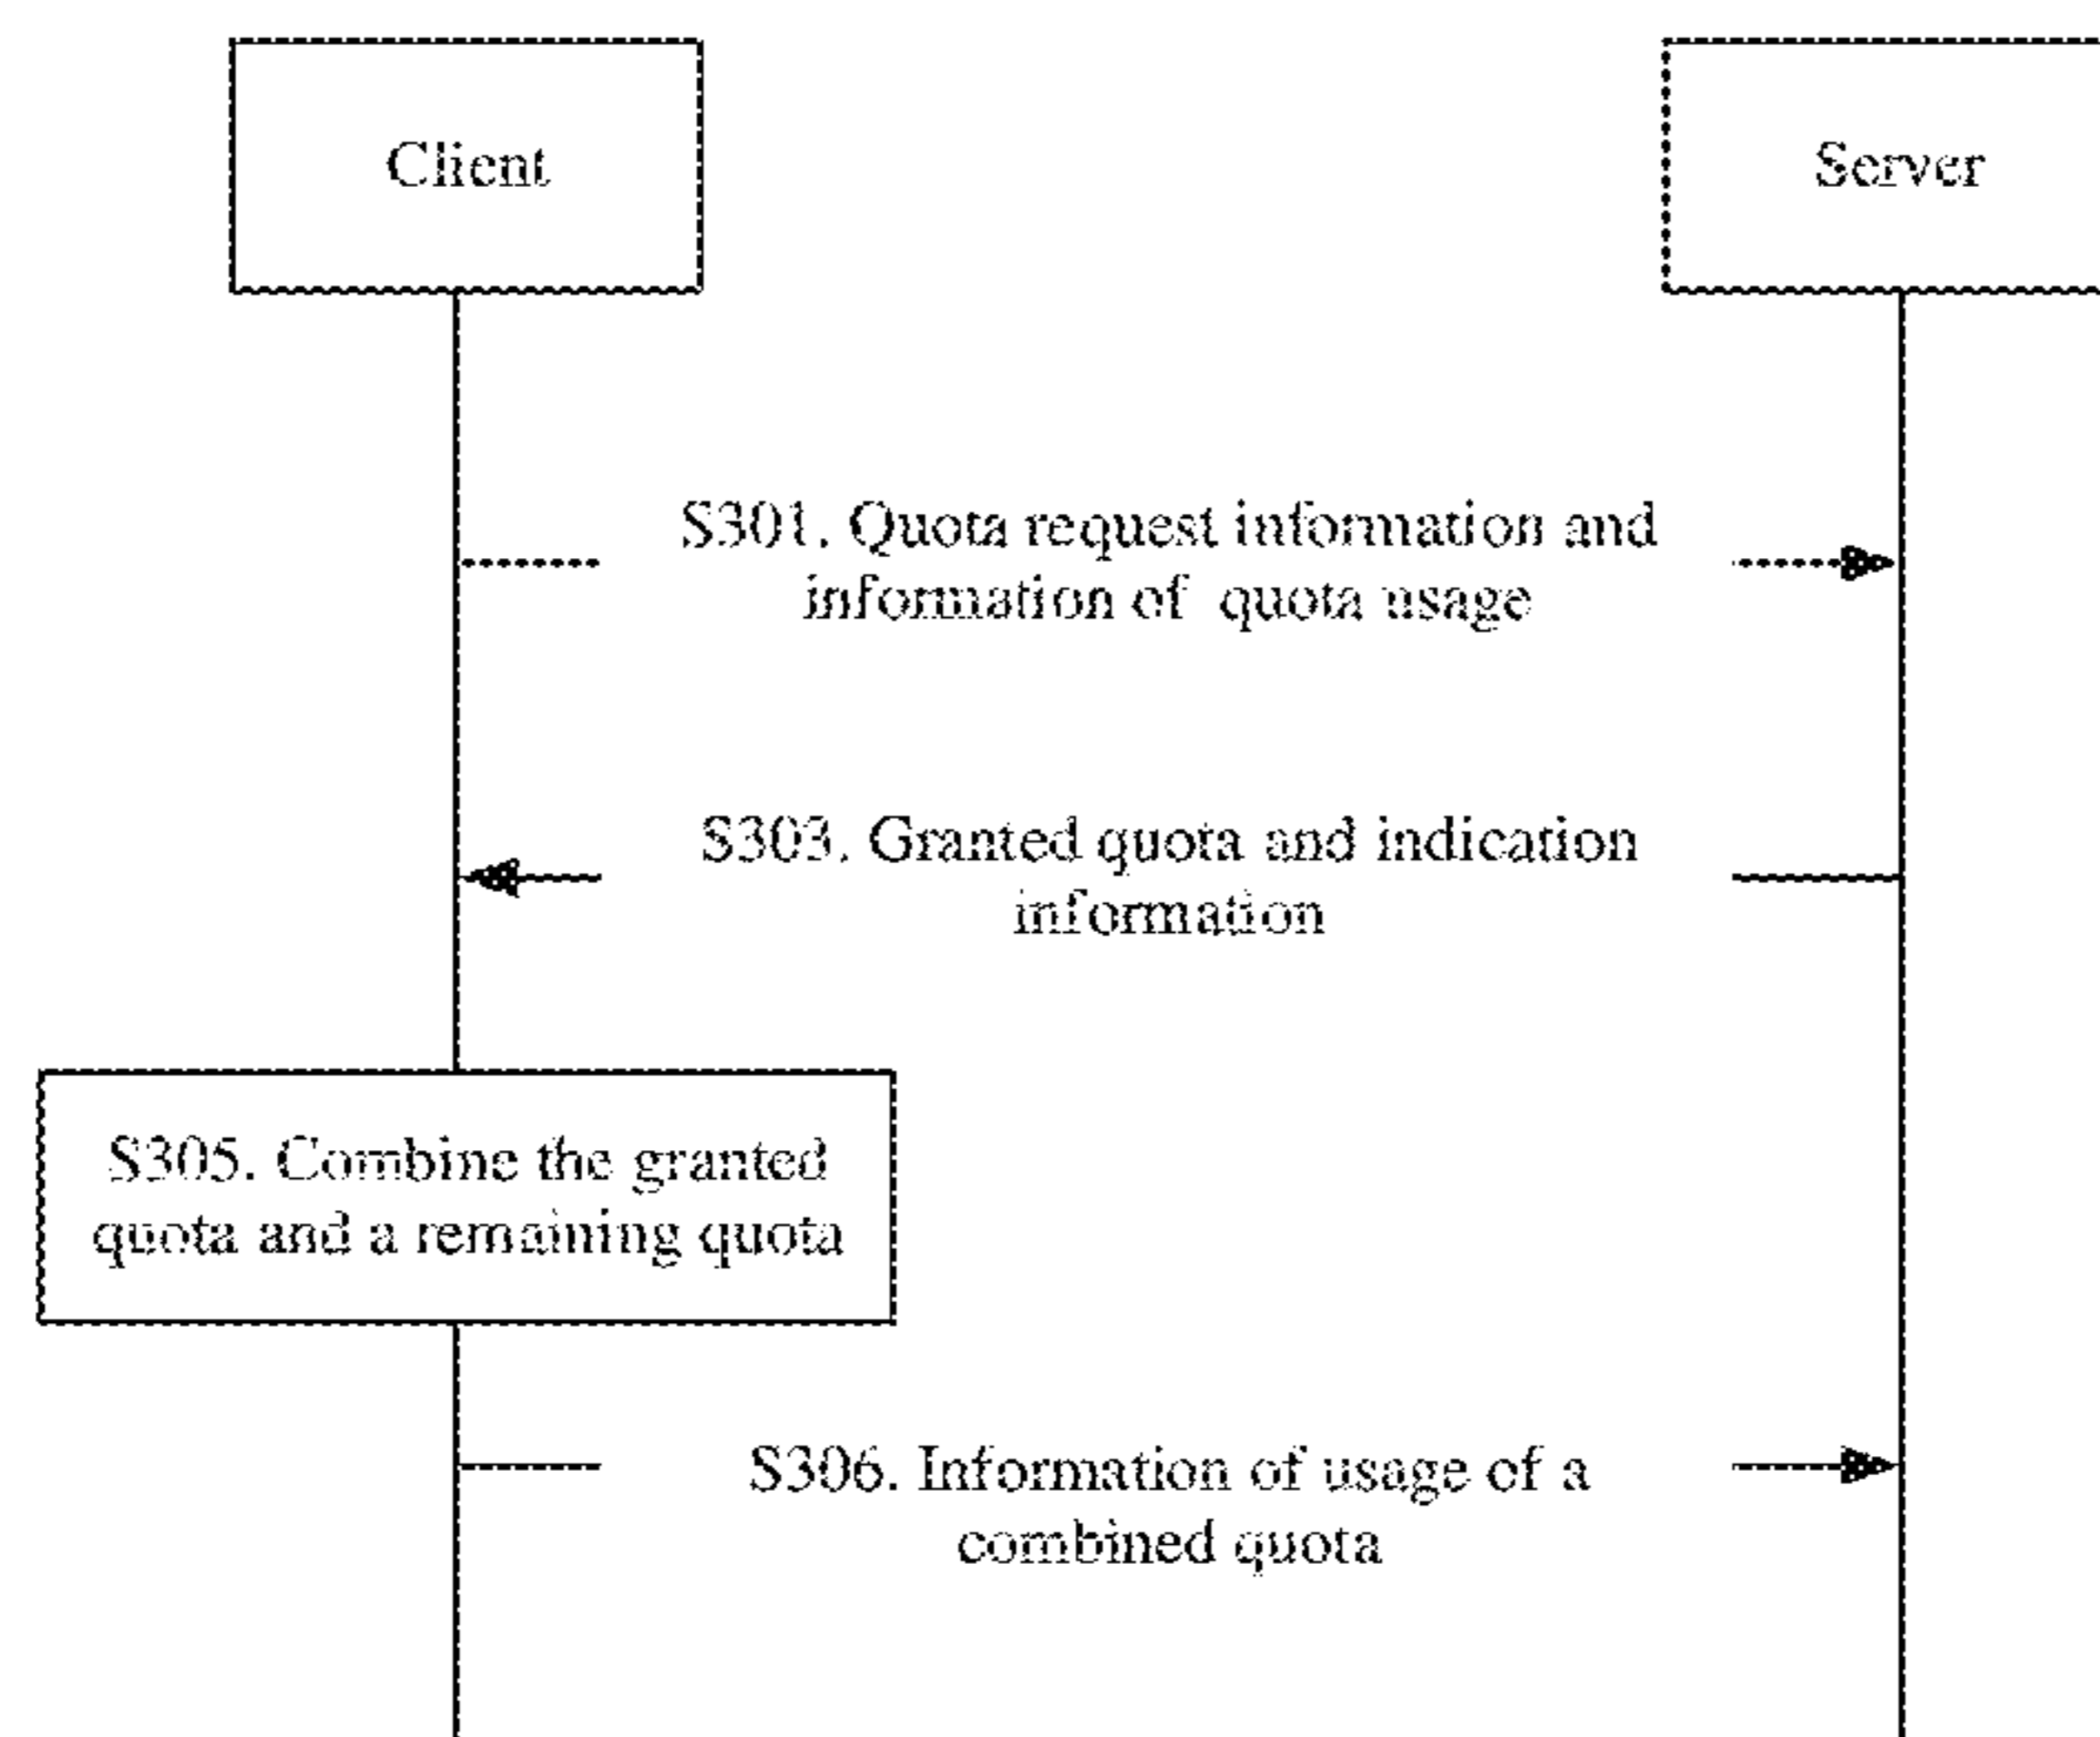 Client
Server
S301. Quota request information and
information of quota usage
S303. Granted quota and indication
information
S305. Combine the granted
quota and a remaining quota
S306. Information of usage of a
combined quota